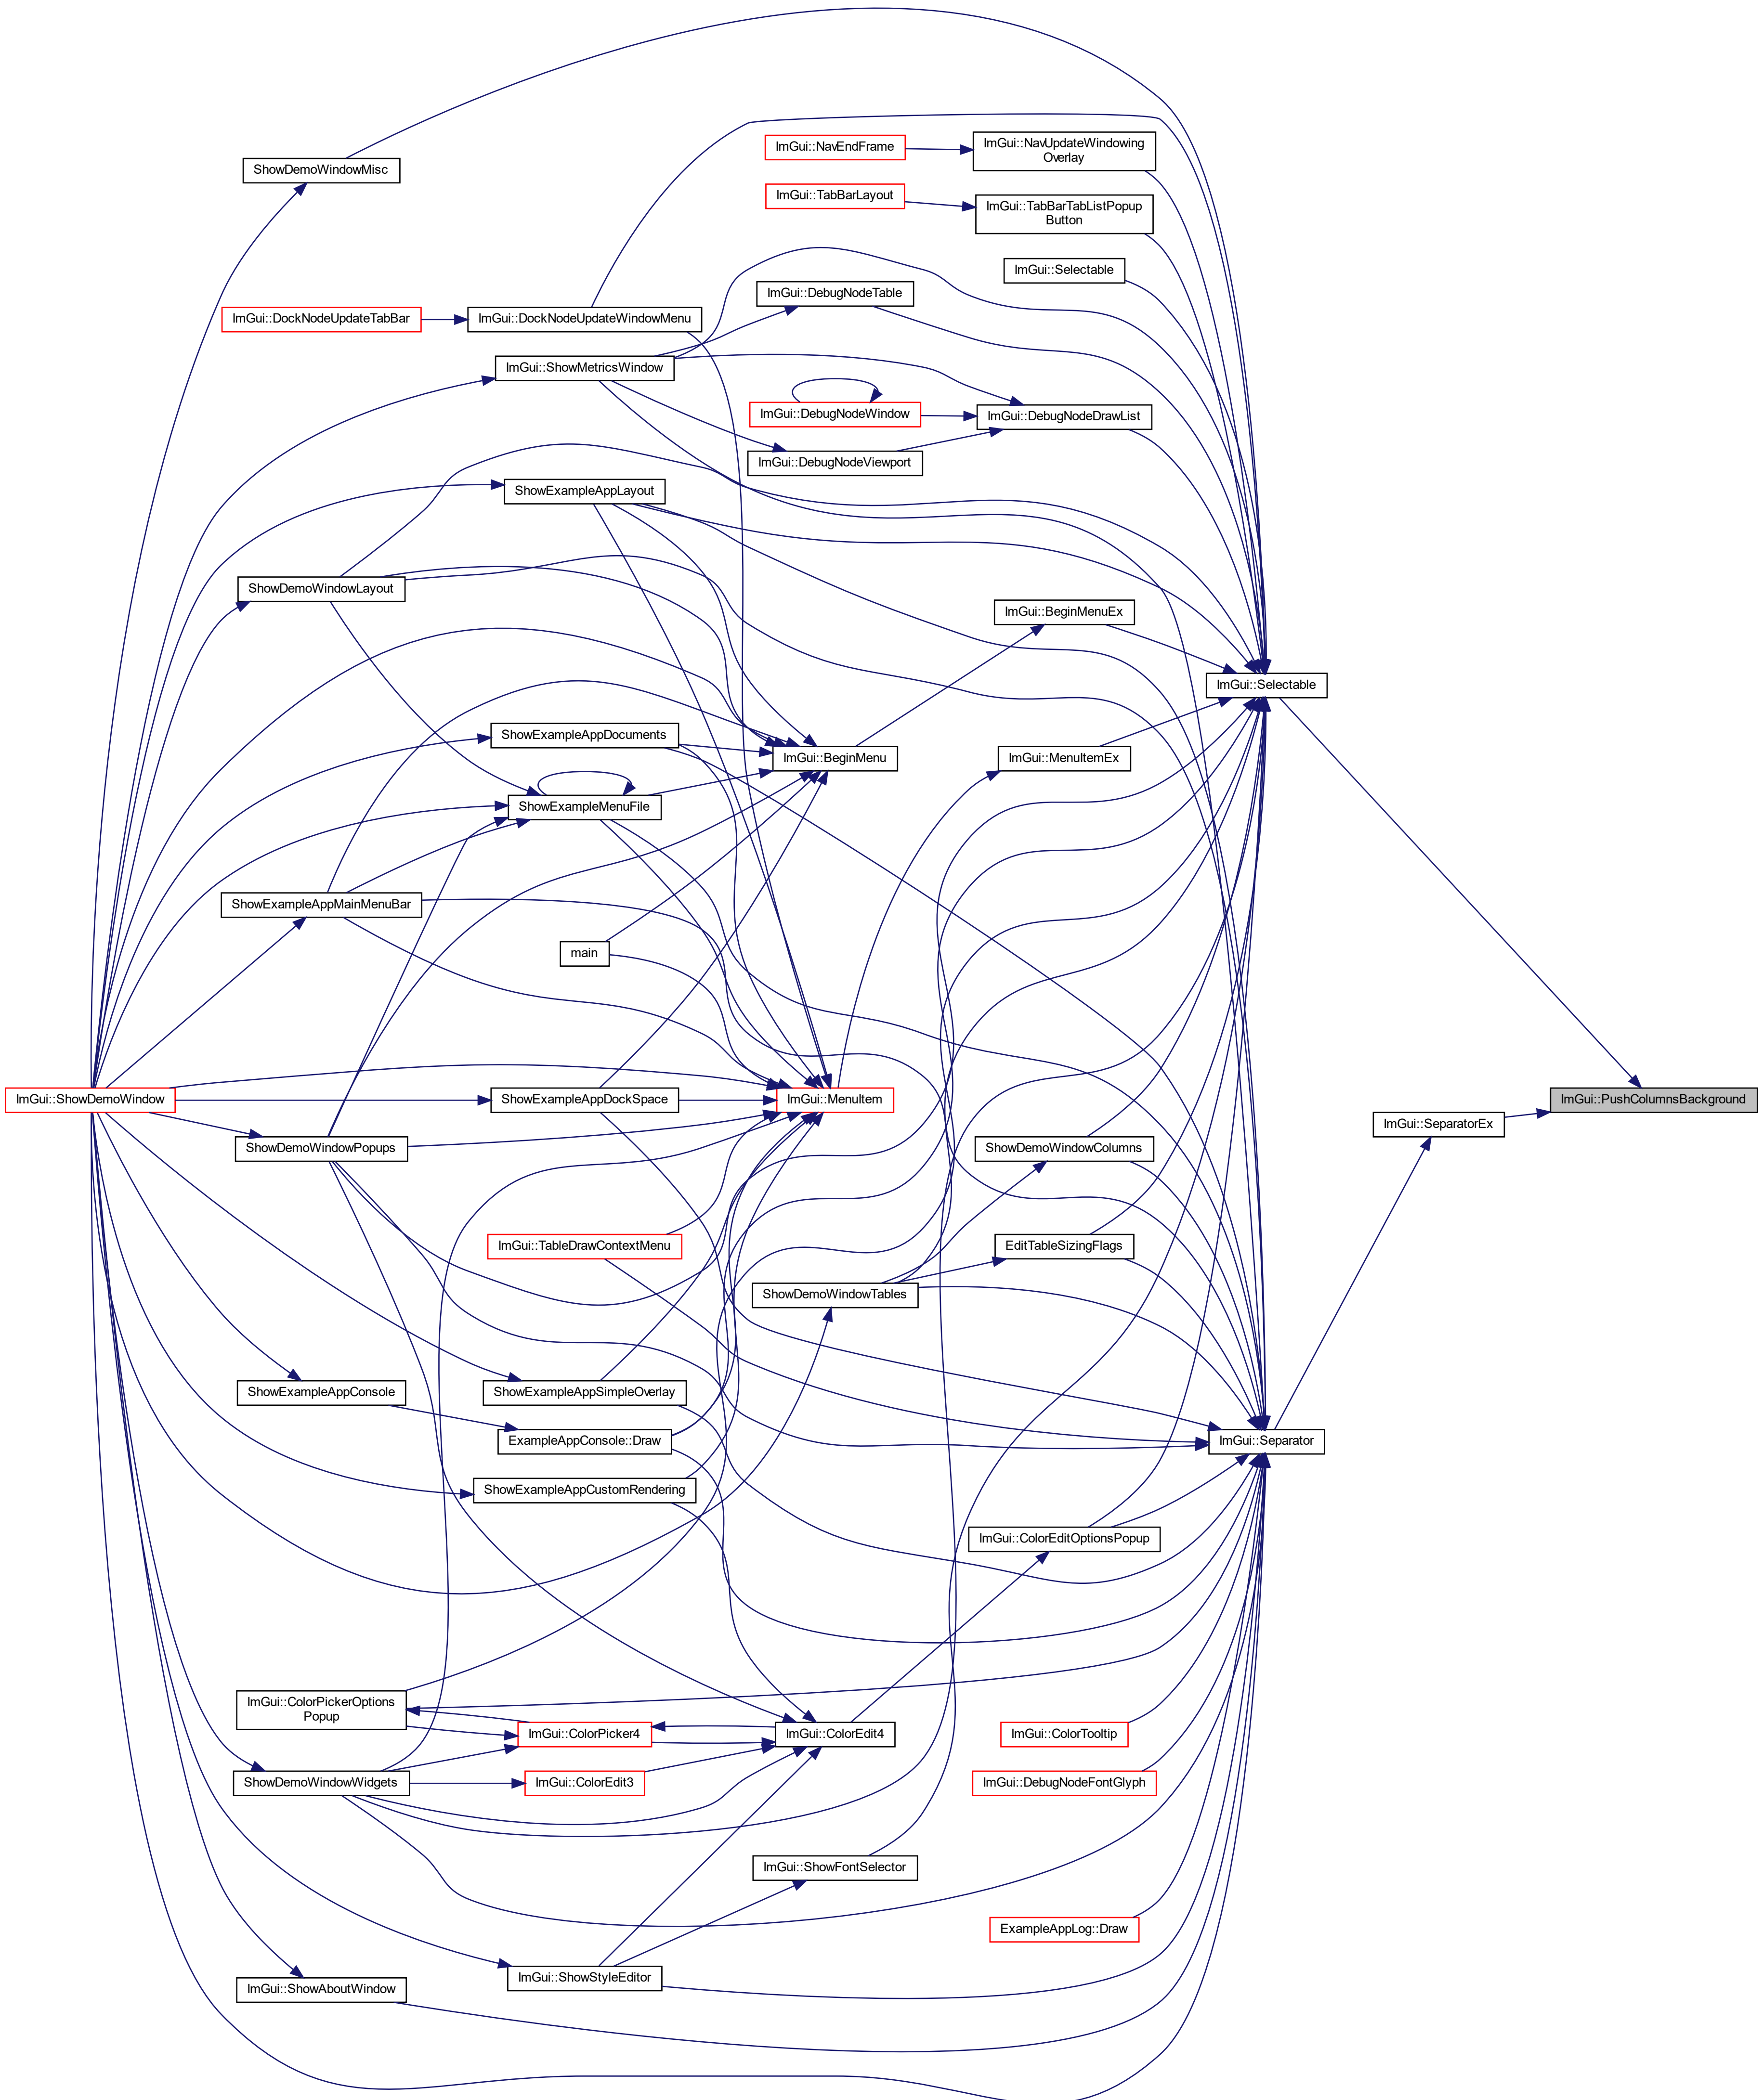 ShowDemoWindowMisc
ImGui::NavEndFrame
ImGui::NavUpdateWindowing
Overlay
ImGui::TabBarLayout
ImGui::TabBarTabListPopup
Button
ImGui::Selectable
ImGui::DebugNodeTable
ImGui::DockNodeUpdateTabBar
ImGui::DockNodeUpdateWindowMenu
ImGui::ShowMetricsWindow
ImGui::DebugNodeWindow
ImGui::DebugNodeDrawList
ImGui::DebugNodeViewport
ShowExampleAppLayout
ShowDemoWindowLayout
ImGui::BeginMenuEx
ImGui::Selectable
ShowExampleAppDocuments
ImGui::BeginMenu
ImGui::MenuItemEx
ShowExampleMenuFile
ShowExampleAppMainMenuBar
main
ImGui::ShowDemoWindow
ShowExampleAppDockSpace
ImGui::MenuItem
ImGui::PushColumnsBackground
ImGui::SeparatorEx
ShowDemoWindowPopups
ShowDemoWindowColumns
ImGui::TableDrawContextMenu
EditTableSizingFlags
ShowDemoWindowTables
ShowExampleAppConsole
ShowExampleAppSimpleOverlay
ExampleAppConsole::Draw
ImGui::Separator
ShowExampleAppCustomRendering
ImGui::ColorEditOptionsPopup
ImGui::ColorPickerOptions
Popup
ImGui::ColorPicker4
ImGui::ColorEdit4
ImGui::ColorTooltip
ShowDemoWindowWidgets
ImGui::ColorEdit3
ImGui::DebugNodeFontGlyph
ImGui::ShowFontSelector
ExampleAppLog::Draw
ImGui::ShowStyleEditor
ImGui::ShowAboutWindow